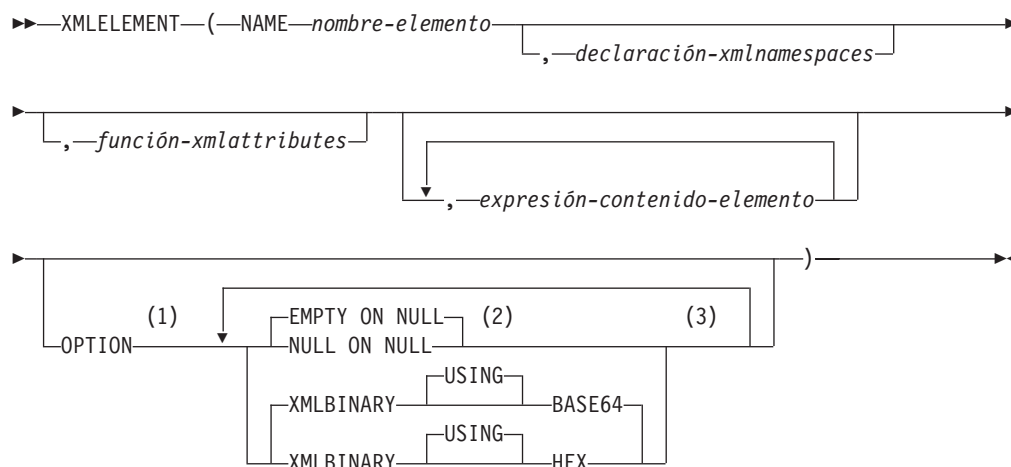 XMLELEMENT ( NAME nombre-elemento
, declaración-xmlnamespaces
, función-xmlattributes
, expresión-contenido-elemento
)
OPTION (1) EMPTY ON NULL (2) (3)
NULL ON NULL
USING
XMLBINARY BASE64
USING
XMLBINARY HEX